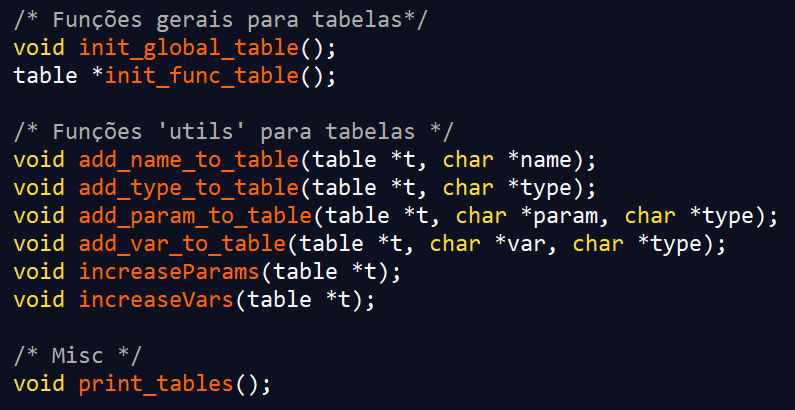 /* Funções gerais para tabelas*/
void init_global_table();
table *init_func_table();
/* Funções 'utils' para tabelas */
void add_name_to_table(table *t, char *name);
void add_type_to_table(table *t, char *type);
void add_param_to_table(table *t, char *param, char *type);
void add_var_to_table(table *t, char *var, char *type);
void increaseParams(table *t);
void increaseVars(table *t);
/* Misc */
void print_tables();